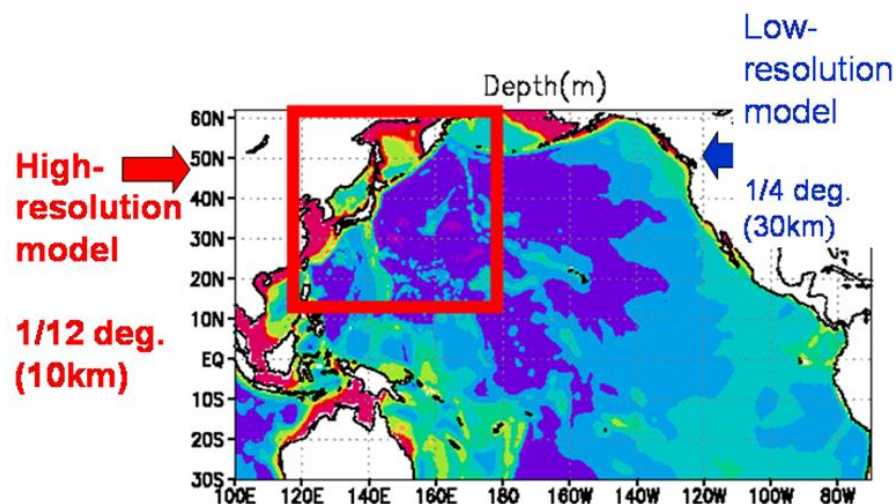 Low-
resolution
model
1/4 deg.
(30km)
Depth(m)
High-
resolution
model
1/12 deg.
(10km)
60N
50N
40N
30N
20N
10N
EQ
10S
20S
30S
100E 120E 140E 160E 180 160W 140W 120W 100W 80W